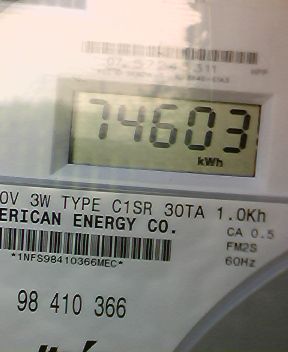 74603
kWh
0V 3W TYPE C1SR 30TA 1.0Kh
ERICAN ENERGY CO.
CA 0.5
FM2S
*1NFS98410366MEC*
60Hz
98 410 366